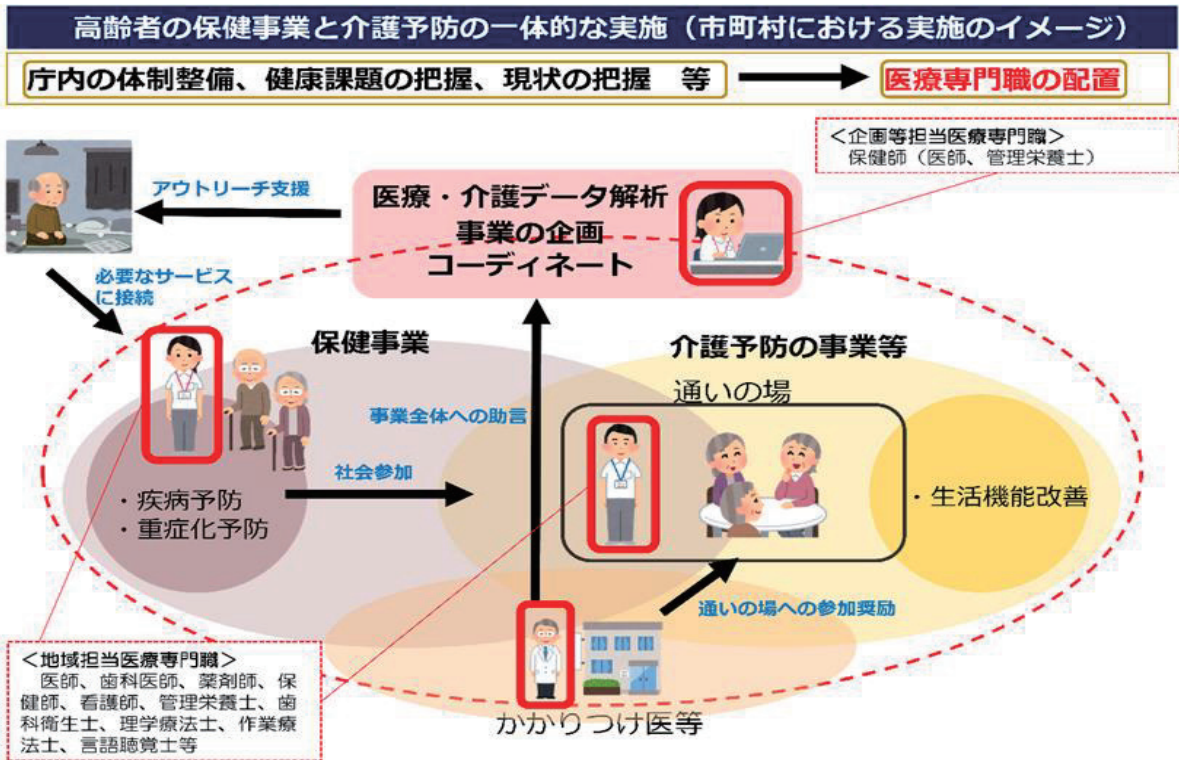 高齢者の保健事業と介護予防の一体的な実施（市町村における実施のイメージ）
庁内の体制整備、健康課題の把握、現状の把握　等
医療専門職の配置
＜企画等担当医療専門職＞
保健師（医師、管理栄養士）
アウトリーチ支援
医療・介護データ解析
事業の企画
コーディネート
必要なサービス
に接続
保健事業
介護予防の事業等
通いの場
事業全体への助言
社会参加
・疾病予防
・重症化予防
・生活機能改善
通いの場への参加奨励
かかりつけ医等
＜地域担当医療専門職＞
医師、歯科医師、薬剤師、保
健師、看護師、管理栄養士、歯
科衛生士、理学療法士、作業療
法士、言語聴覚士等